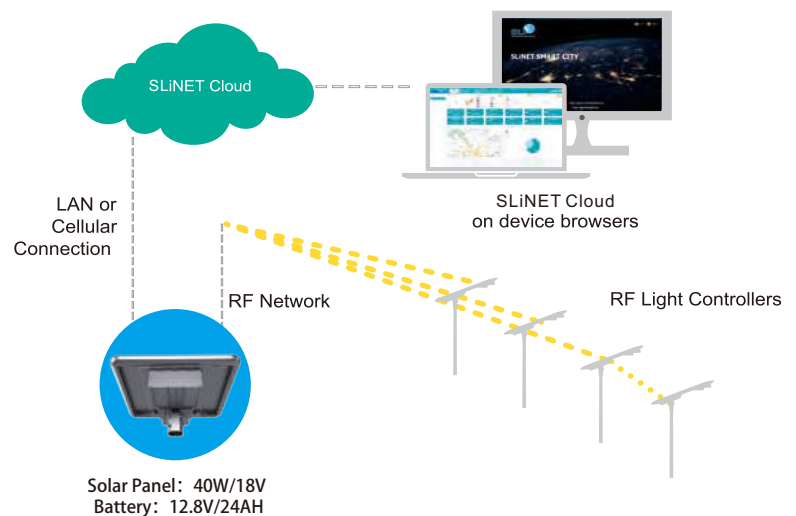 SLiNET Cloud
SLiNET SMART CITY
SLiNET Cloud
on device browsers
LAN or
Cellular
Connection
RF Network
RF Light Controllers
Solar Panel：40W/18V
Battery：12.8V/24AH